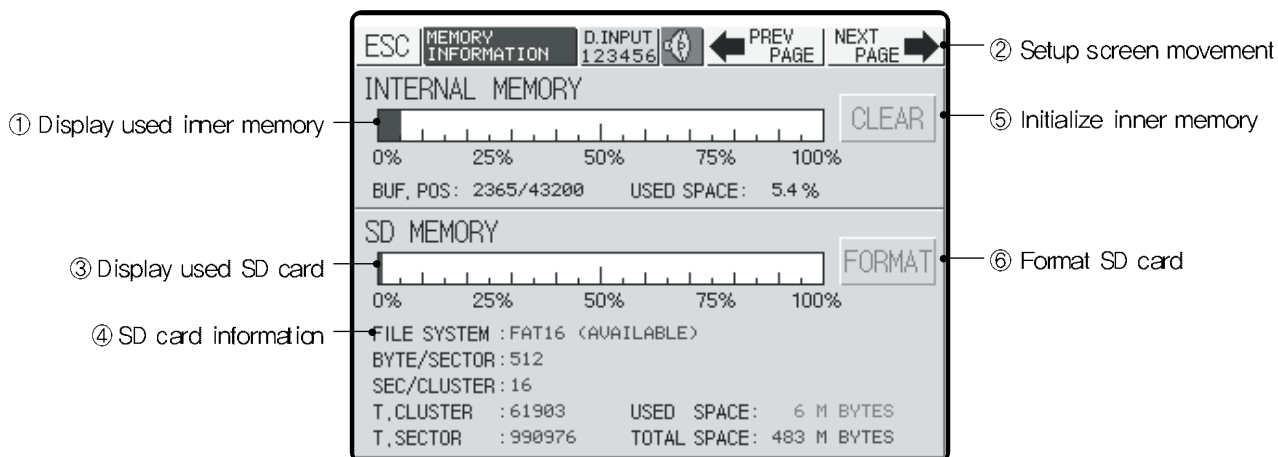 ESC MEMORY INFORMATION D.INPUT 123456 PREV PAGE NEXT PAGE
② Setup screen movement
INTERNAL MEMORY
CLEAR
① Display used inner memory
⑤ Initialize inner memory
0% 25% 50% 75% 100%
BUF, POS: 2365/43200 USED SPACE: 5.4 %
SD MEMORY
FORMAT
③ Display used SD card
⑥ Format SD card
0% 25% 50% 75% 100%
④ SD card information
FILE SYSTEM : FAT16 (AVAILABLE)
BYTE/SECTOR : 512
SEC/CLUSTER : 16
T,CLUSTER : 61903 USED SPACE: 6 M BYTES
T,SECTOR : 990976 TOTAL SPACE: 483 M BYTES